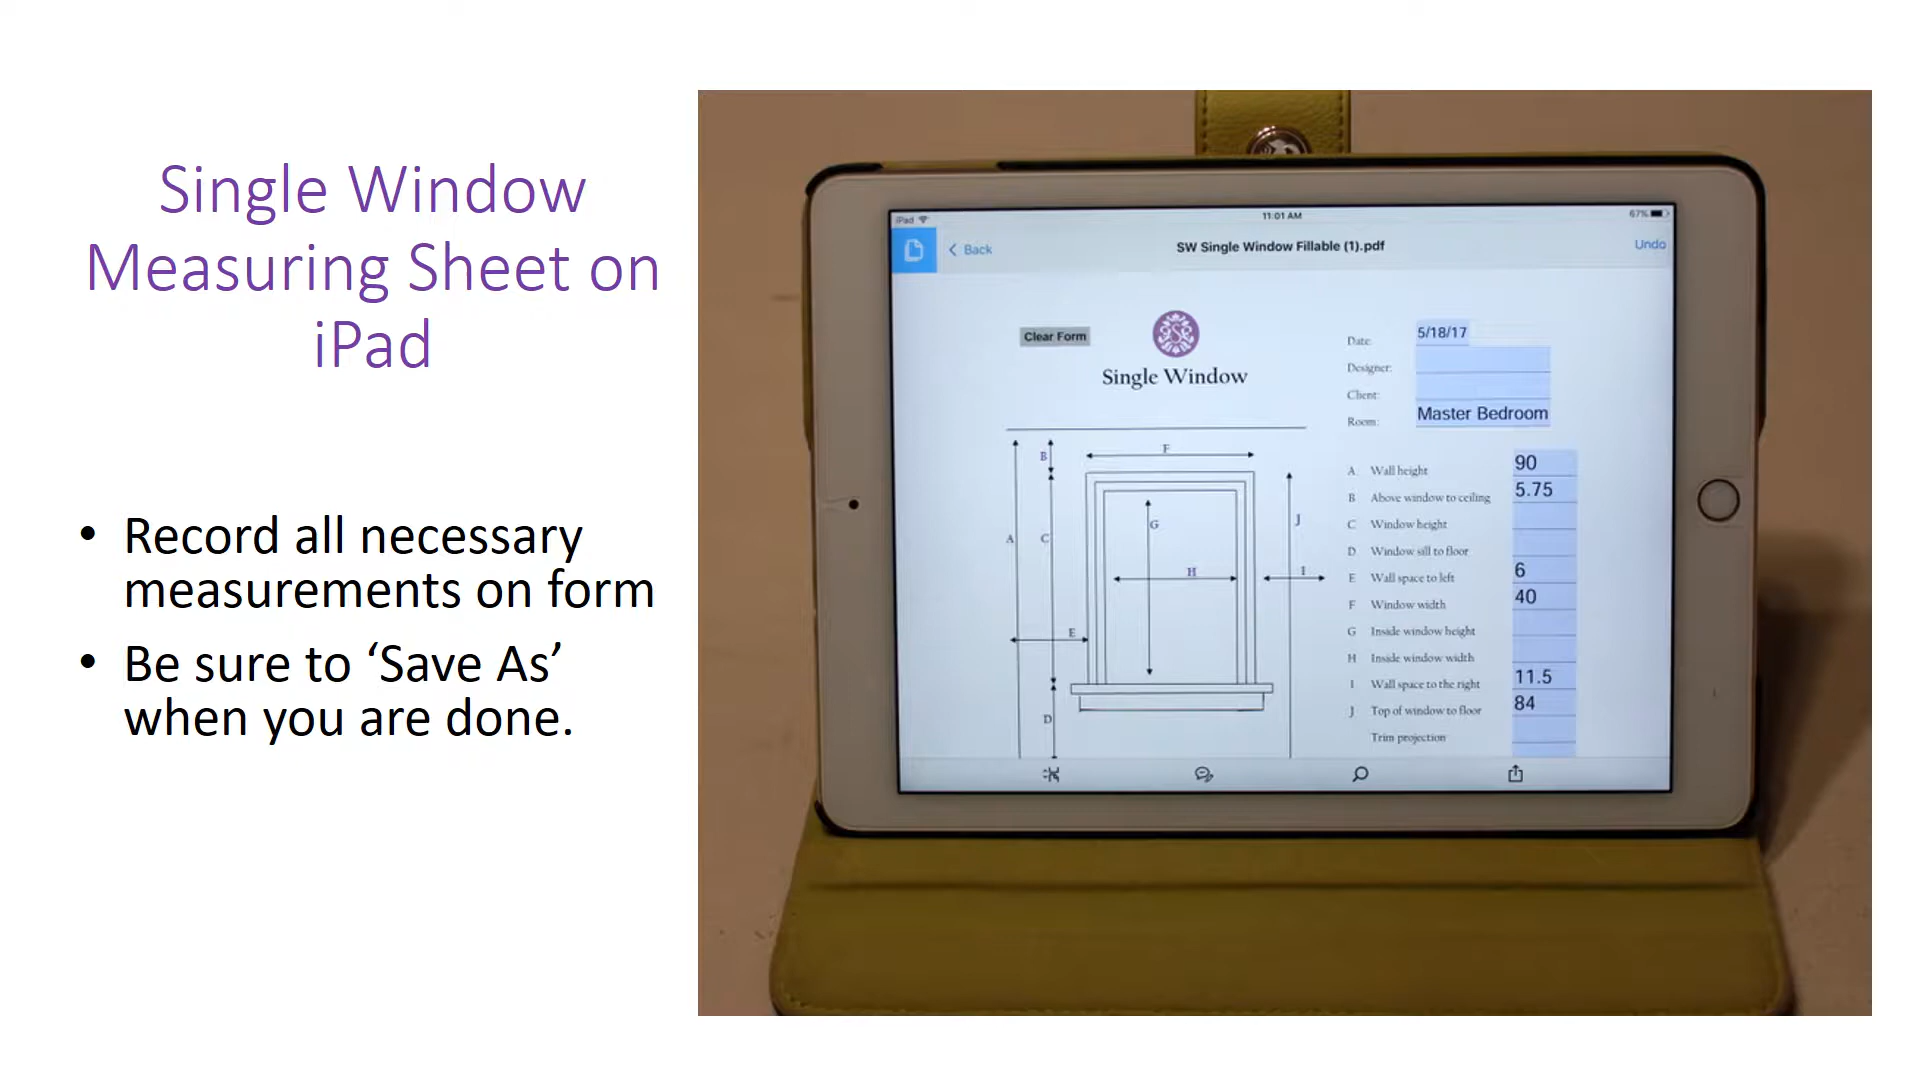 Single Window
Measuring Sheet on
iPad
• Record all necessary
measurements on form
• Be sure to ‘Save As’
when you are done.
iPad
11:01 AM
67%
Back
SW Single Window Fillable (1).pdf
Undo
Clear Form
S
Single Window
Date: 5/18/17
Designer:
Client:
Room: Master Bedroom
A Wall height 90
B Above window to ceiling 5.75
C Window height
D Window sill to floor
E Wall space to left 6
F Window width 40
G Inside window height
H Inside window width
I Wall space to the right 11.5
J Top of window to floor 84
Trim projection
B
F
G
J
A
C
H
I
E
D